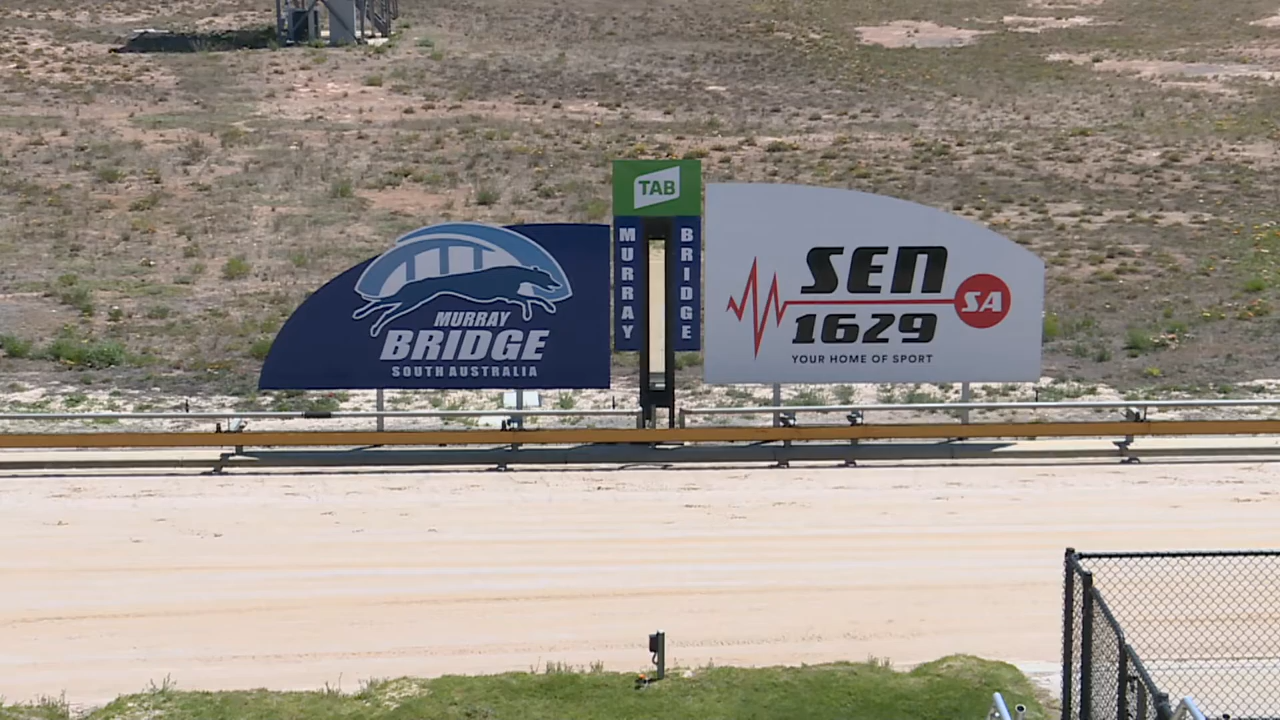 TAB
MURRAY
BRIDGE
MURRAY
BRIDGE
SOUTH AUSTRALIA
SEN
SA
1629
YOUR HOME OF SPORT